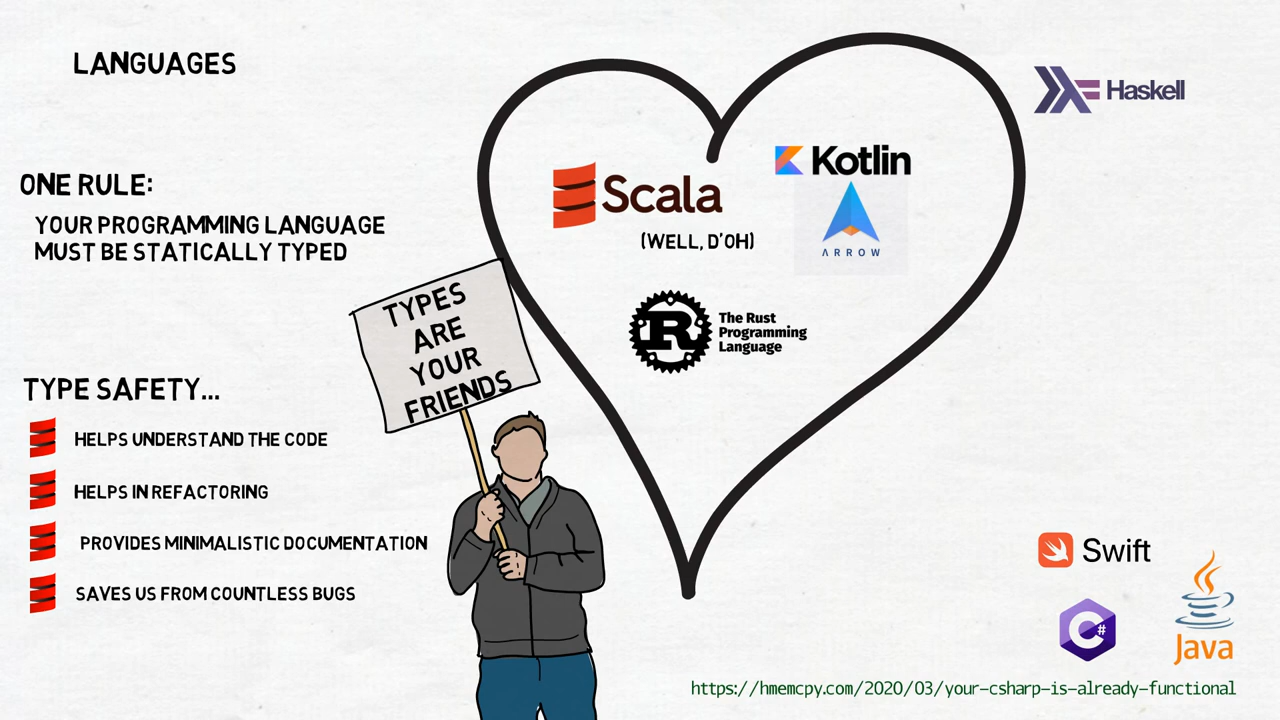 LANGUAGES
ONE RULE:
YOUR PROGRAMMING LANGUAGE
MUST BE STATICALLY TYPED
TYPE SAFETY...
HELPS UNDERSTAND THE CODE
HELPS IN REFACTORING
PROVIDES MINIMALISTIC DOCUMENTATION
SAVES US FROM COUNTLESS BUGS
TYPES
ARE
YOUR
FRIENDS
Scala
(WELL, D'OH)
Kotlin
ARROW
R
The Rust
Programming
Language
Haskell
Swift
C#
Java
https://hmemcpy.com/2020/03/your-csharp-is-already-functional